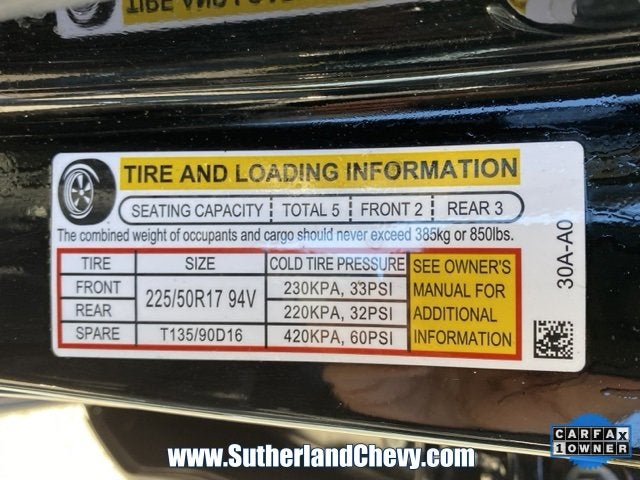 TIRE AND LOADING INFORMATION
SEATING CAPACITY TOTAL 5 FRONT 2 REAR 3
The combined weight of occupants and cargo should never exceed 385kg or 850lbs.
TIRE SIZE COLD TIRE PRESSURE
FRONT 225/50R17 94V 230KPA, 33PSI
REAR 220KPA, 32PSI
SPARE T135/90D16 420KPA, 60PSI
SEE OWNER'S
MANUAL FOR
ADDITIONAL
INFORMATION
30A-A0
www.SutherlandChevy.com
CARFAX
1 OWNER